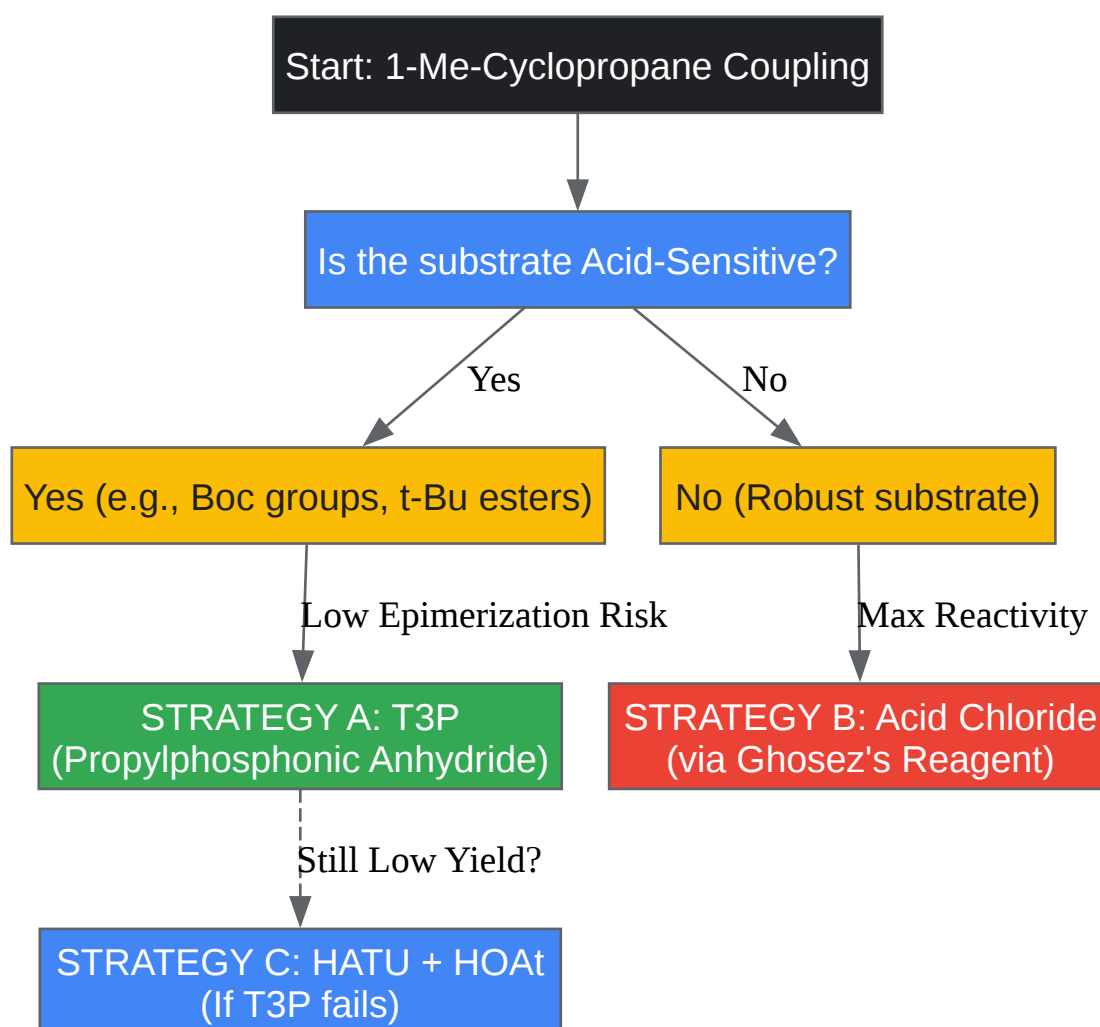 Start: 1-Me-Cyclopropane Coupling
Is the substrate Acid-Sensitive?
Yes
No
Yes (e.g., Boc groups, t-Bu esters)
No (Robust substrate)
Low Epimerization Risk
Max Reactivity
STRATEGY A: T3P
(Propylphosphonic Anhydride)
STRATEGY B: Acid Chloride
(via Ghosez's Reagent)
Still Low Yield?
STRATEGY C: HATU + HOAt
(If T3P fails)